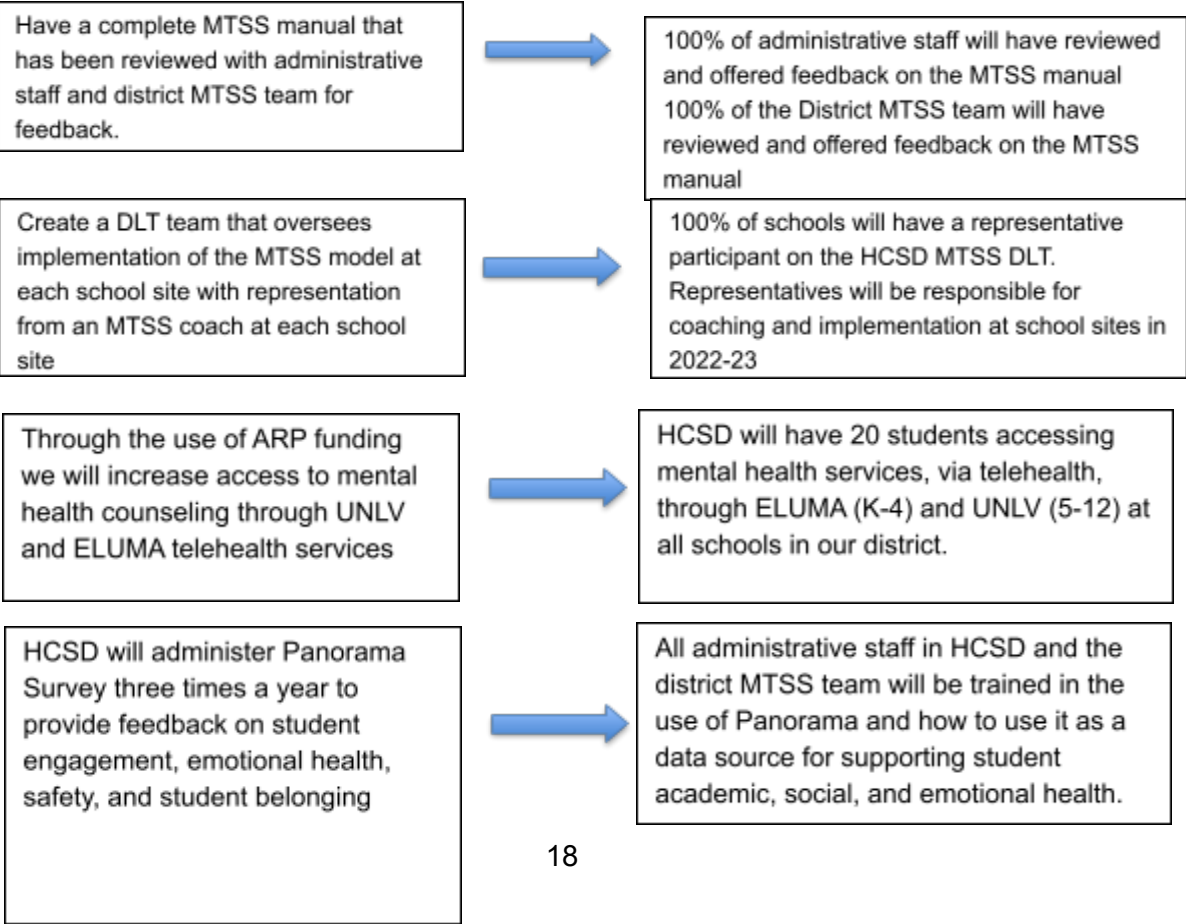 Have a complete MTSS manual that
has been reviewed with administrative
staff and district MTSS team for
feedback.
100% of administrative staff will have reviewed
and offered feedback on the MTSS manual
100% of the District MTSS team will have
reviewed and offered feedback on the MTSS
manual
Create a DLT team that oversees
implementation of the MTSS model at
each school site with representation
from an MTSS coach at each school
site
100% of schools will have a representative
participant on the HCSD MTSS DLT.
Representatives will be responsible for
coaching and implementation at school sites in
2022-23
Through the use of ARP funding
we will increase access to mental
health counseling through UNLV
and ELUMA telehealth services
HCSD will have 20 students accessing
mental health services, via telehealth,
through ELUMA (K-4) and UNLV (5-12) at
all schools in our district.
HCSD will administer Panorama
Survey three times a year to
provide feedback on student
engagement, emotional health,
safety, and student belonging
All administrative staff in HCSD and the
district MTSS team will be trained in the
use of Panorama and how to use it as a
data source for supporting student
academic, social, and emotional health.
18